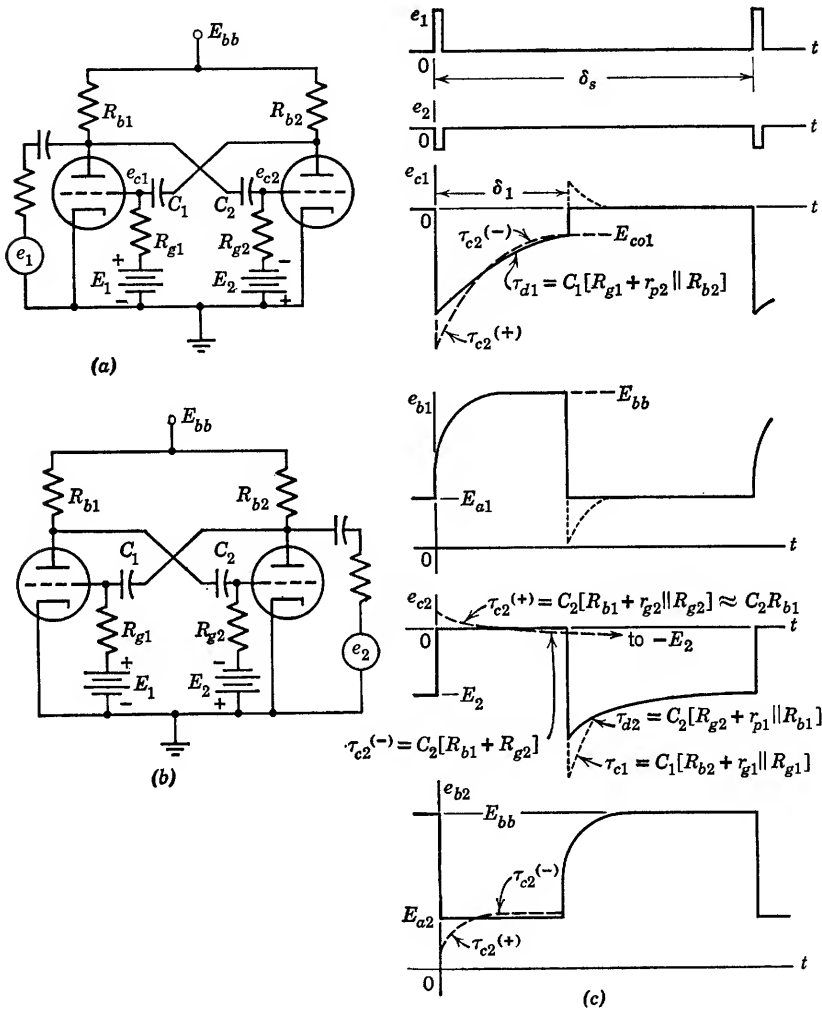 E_bb
R_b1
R_b2
e_c1
e_c2
C_1
C_2
R_g1
R_g2
e_1
+
-
E_1
E_2
-
+
(a)
E_bb
R_b1
R_b2
C_1
C_2
R_g1
R_g2
+
-
E_1
E_2
-
+
e_2
(b)
e_1
0
t
δ_s
e_2
0
t
e_c1
δ_1
0
t
τ_c2^(-)
E_co1
τ_d1 = C_1[R_g1 + r_p2 || R_b2]
τ_c2^(+)
e_b1
E_bb
E_a1
0
t
e_c2
τ_c2^(+) = C_2[R_b1 + r_g2 || R_g2] ≈ C_2 R_b1
0
t
to -E_2
E_2
τ_d2 = C_2[R_g2 + r_p1 || R_b1]
τ_c2^(-) = C_2[R_b1 + R_g2]
τ_c1 = C_1[R_b2 + r_g1 || R_g1]
e_b2
E_bb
τ_c2^(-)
E_a2
τ_c2^(+)
0
t
(c)